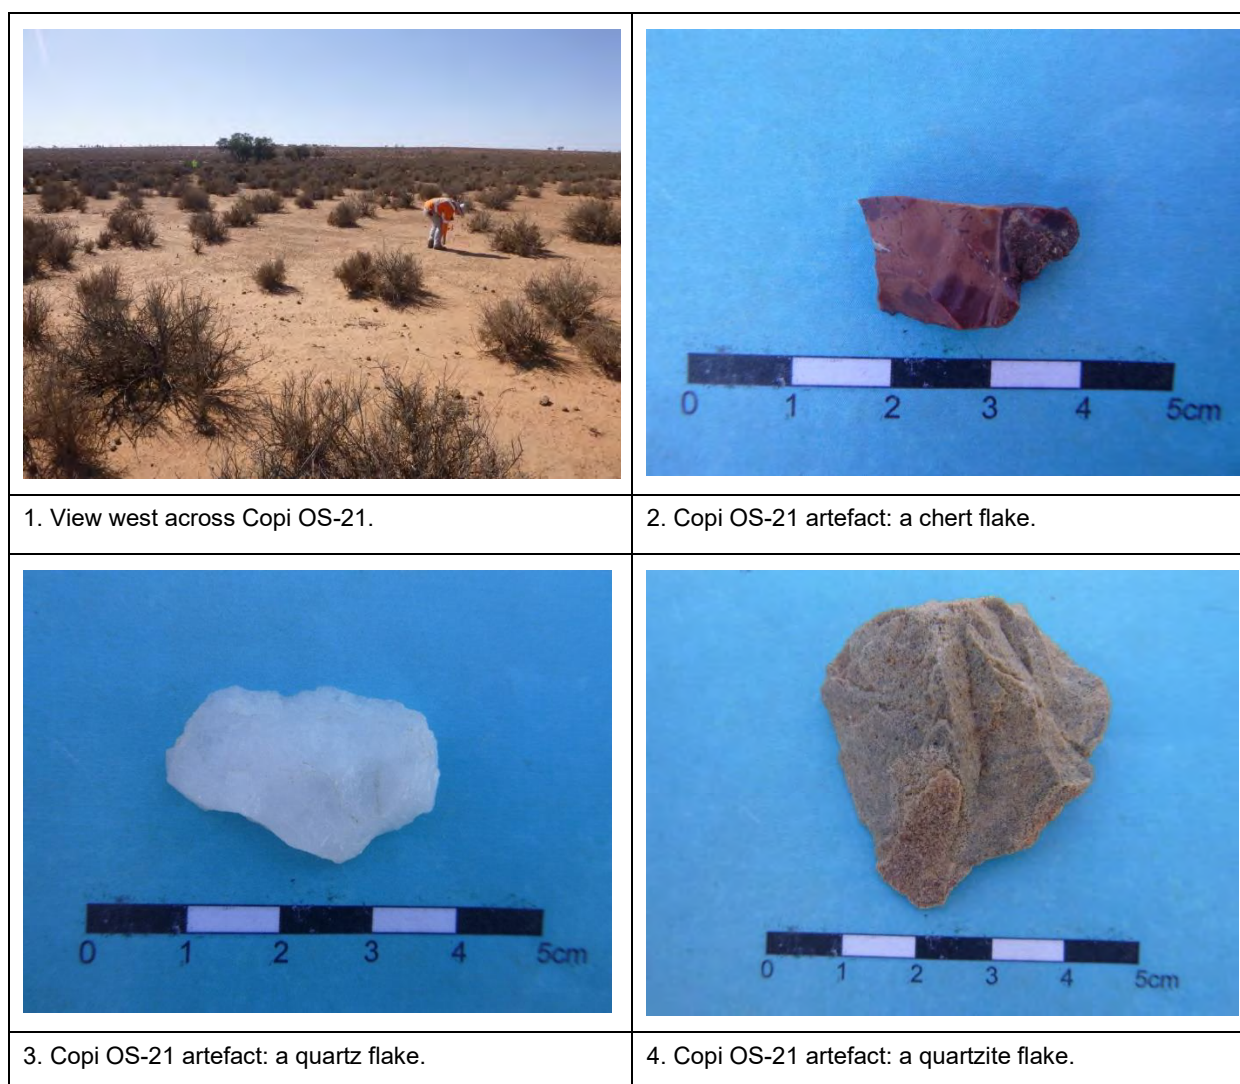 1. View west across Copi OS-21.
0 1 2 3 4 5cm
2. Copi OS-21 artefact: a chert flake.
0 1 2 3 4 5cm
3. Copi OS-21 artefact: a quartz flake.
0 1 2 3 4 5cm
4. Copi OS-21 artefact: a quartzite flake.